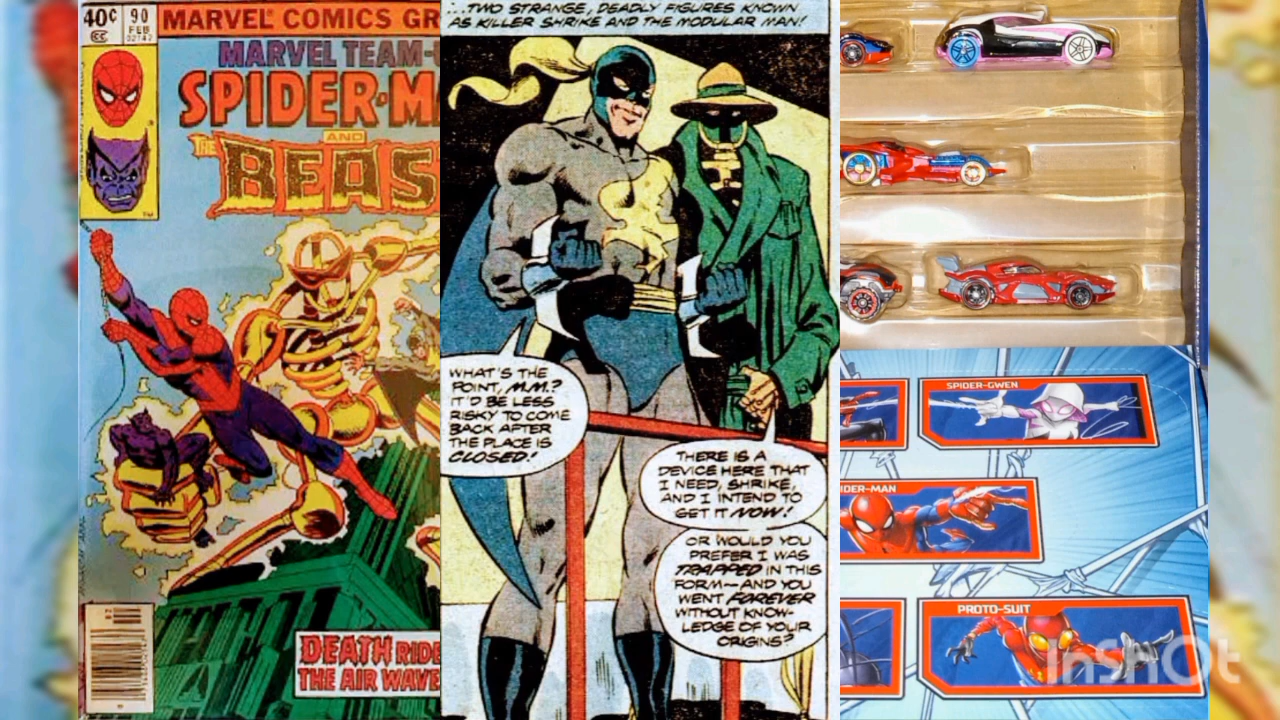 40¢
CC
90
FEB
02142
MARVEL COMICS GR
MARVEL TEAM-U
SPIDER-M
AND
THE
BEAS
DEATH RIDE
THE AIR WAVE
...TWO STRANGE, DEADLY FIGURES KNOWN
AS KILLER SHRIKE AND THE MODULAR MAN!
WHAT'S THE
POINT, M.M.?
IT'D BE LESS
RISKY TO COME
BACK AFTER
THE PLACE IS
CLOSED!
THERE IS A
DEVICE HERE THAT
I NEED, SHRIKE,
AND I INTEND TO
GET IT NOW!
OR WOULD YOU
PREFER I WAS
TRAPPED IN THIS
FORM--AND YOU
WENT FOREVER
WITHOUT KNOW-
LEDGE OF YOUR
ORIGINS?
SPIDER-GWEN
IDER-MAN
PROTO-SUIT
InShOt